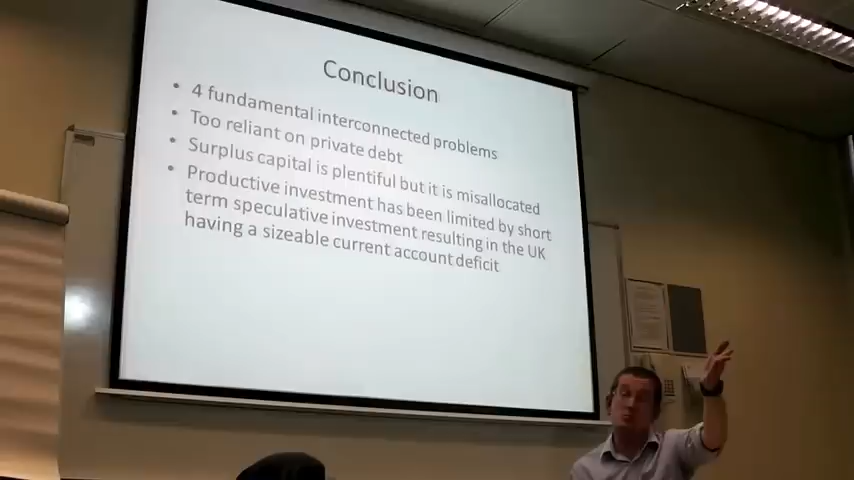 Conclusion
• 4 fundamental interconnected problems
• Too reliant on private debt
• Surplus capital is plentiful but it is misallocated
• Productive investment has been limited by short
term speculative investment resulting in the UK
having a sizeable current account deficit